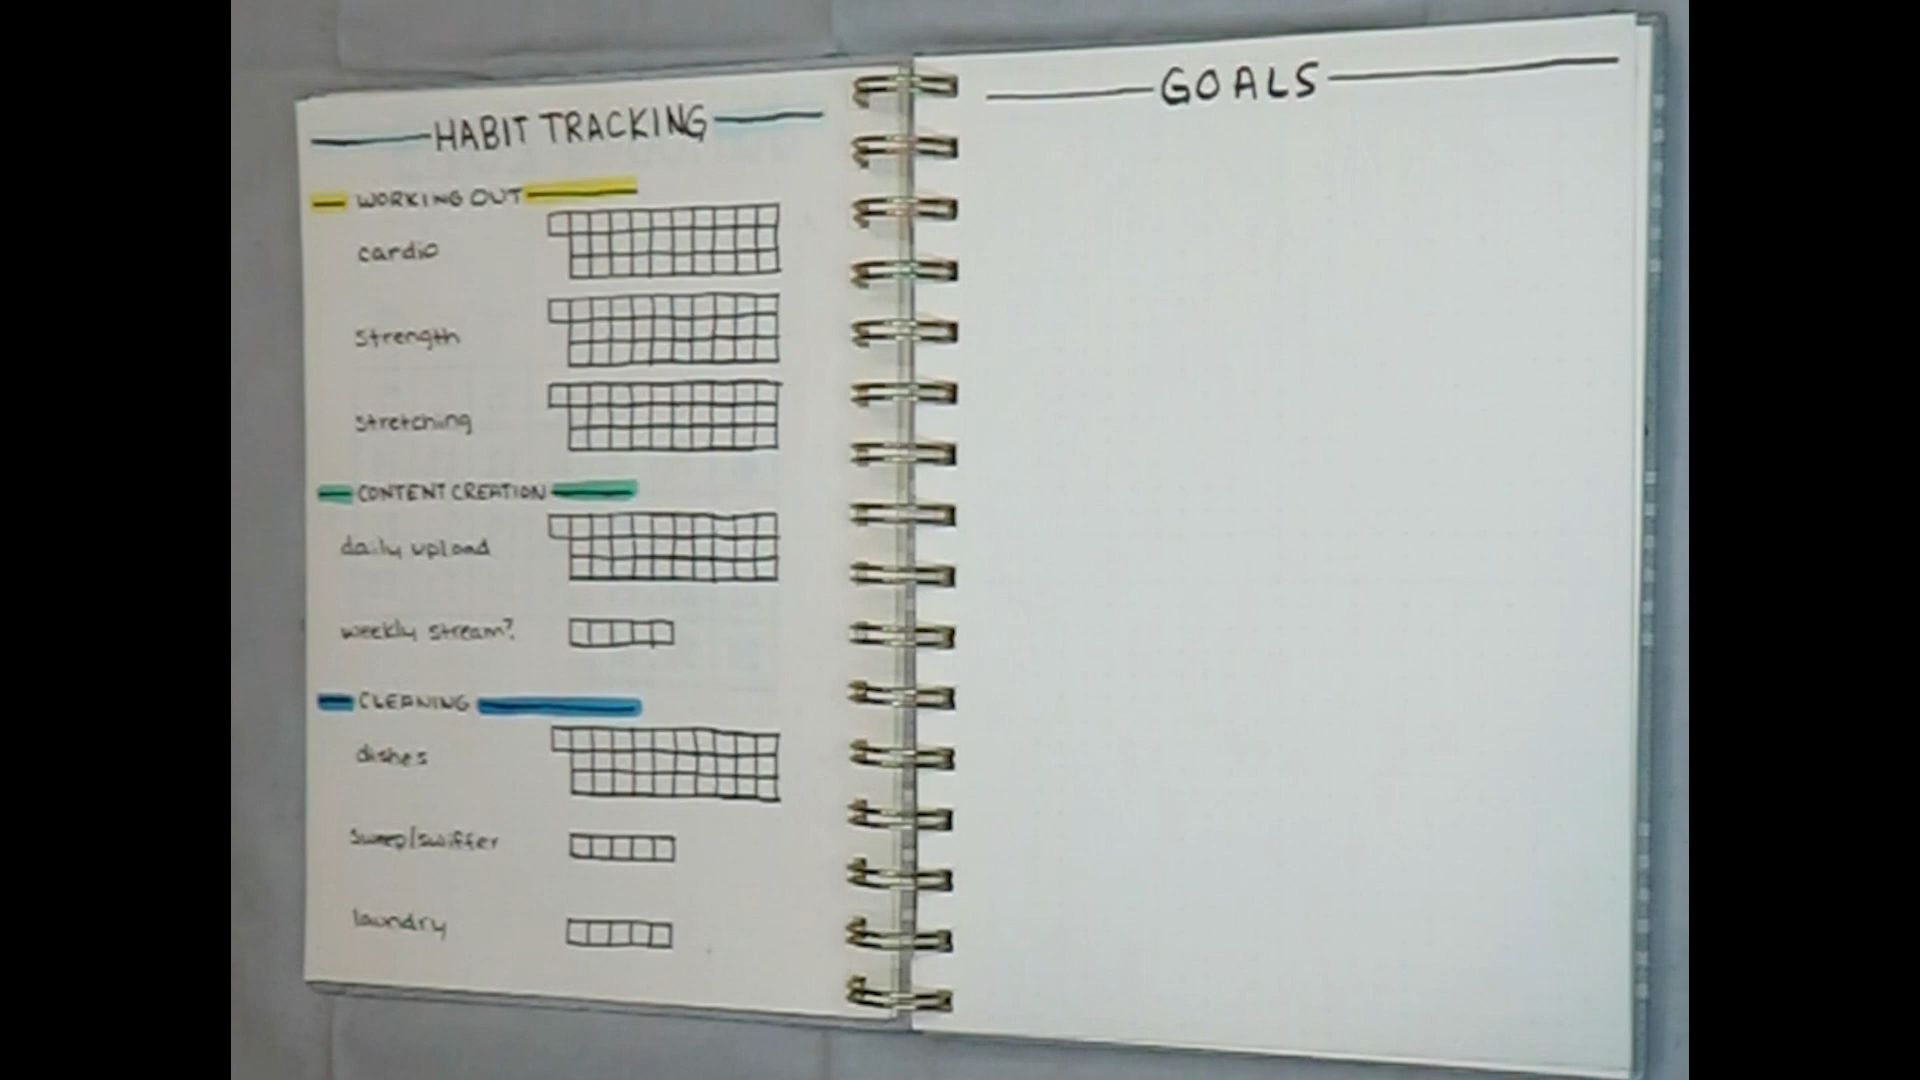 HABIT TRACKING
WORKING OUT
cardio
strength
stretching
CONTENT CREATION
daily upload
weekly stream?
CLEANING
dishes
sweep/swiffer
laundry
GOALS